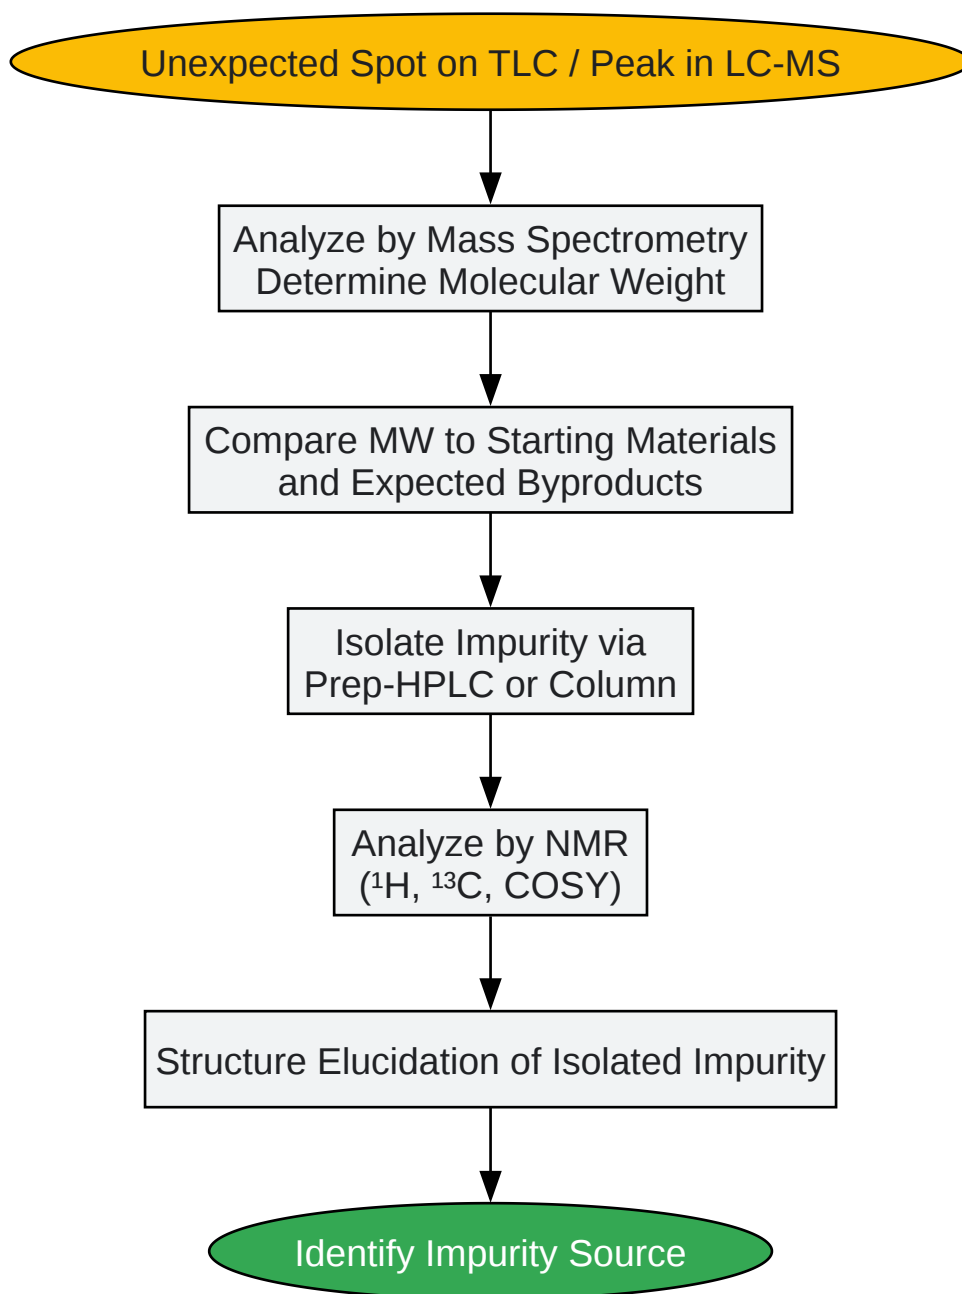 Unexpected Spot on TLC / Peak in LC-MS
Analyze by Mass Spectrometry
Determine Molecular Weight
Compare MW to Starting Materials
and Expected Byproducts
Isolate Impurity via
Prep-HPLC or Column
Analyze by NMR
(¹H, ¹³C, COSY)
Structure Elucidation of Isolated Impurity
Identify Impurity Source